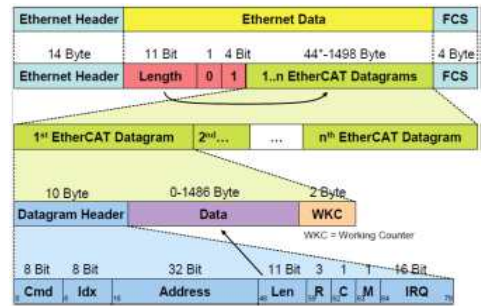 Ethernet Header Ethernet Data FCS
14 Byte 11 Bit 1 4 Bit 44*-1498 Byte 4 Byte
Ethernet Header Length 0 1 1..n EtherCAT Datagrams FCS
1st EtherCAT Datagram 2nd... ... nth EtherCAT Datagram
10 Byte 0-1486 Byte 2 Byte
Datagram Header Data WKC
WKC = Working Counter
8 Bit 8 Bit 32 Bit 11 Bit 3 1 1 16 Bit
Cmd Idx Address Len R C M IRQ